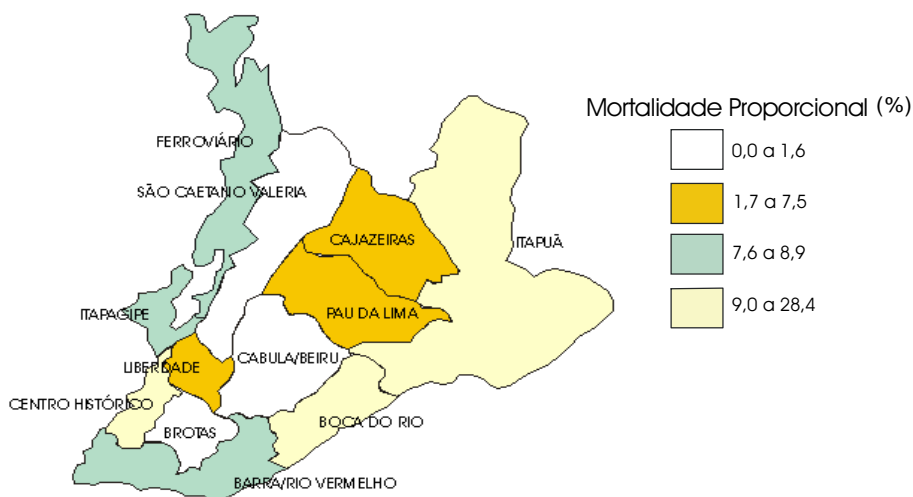 FERROVIÁRIO
SÃO CAETANO VALERIA
CAJAZEIRAS
ITAPUÃ
ITAPAGIPE
PAU DA LIMA
LIBERDADE
CABULA/BEIRU
CENTRO HISTÓRICO
BOCA DO RIO
BROTAS
BARRA/RIO VERMELHO
Mortalidade Proporcional (%)
0,0 a 1,6
1,7 a 7,5
7,6 a 8,9
9,0 a 28,4